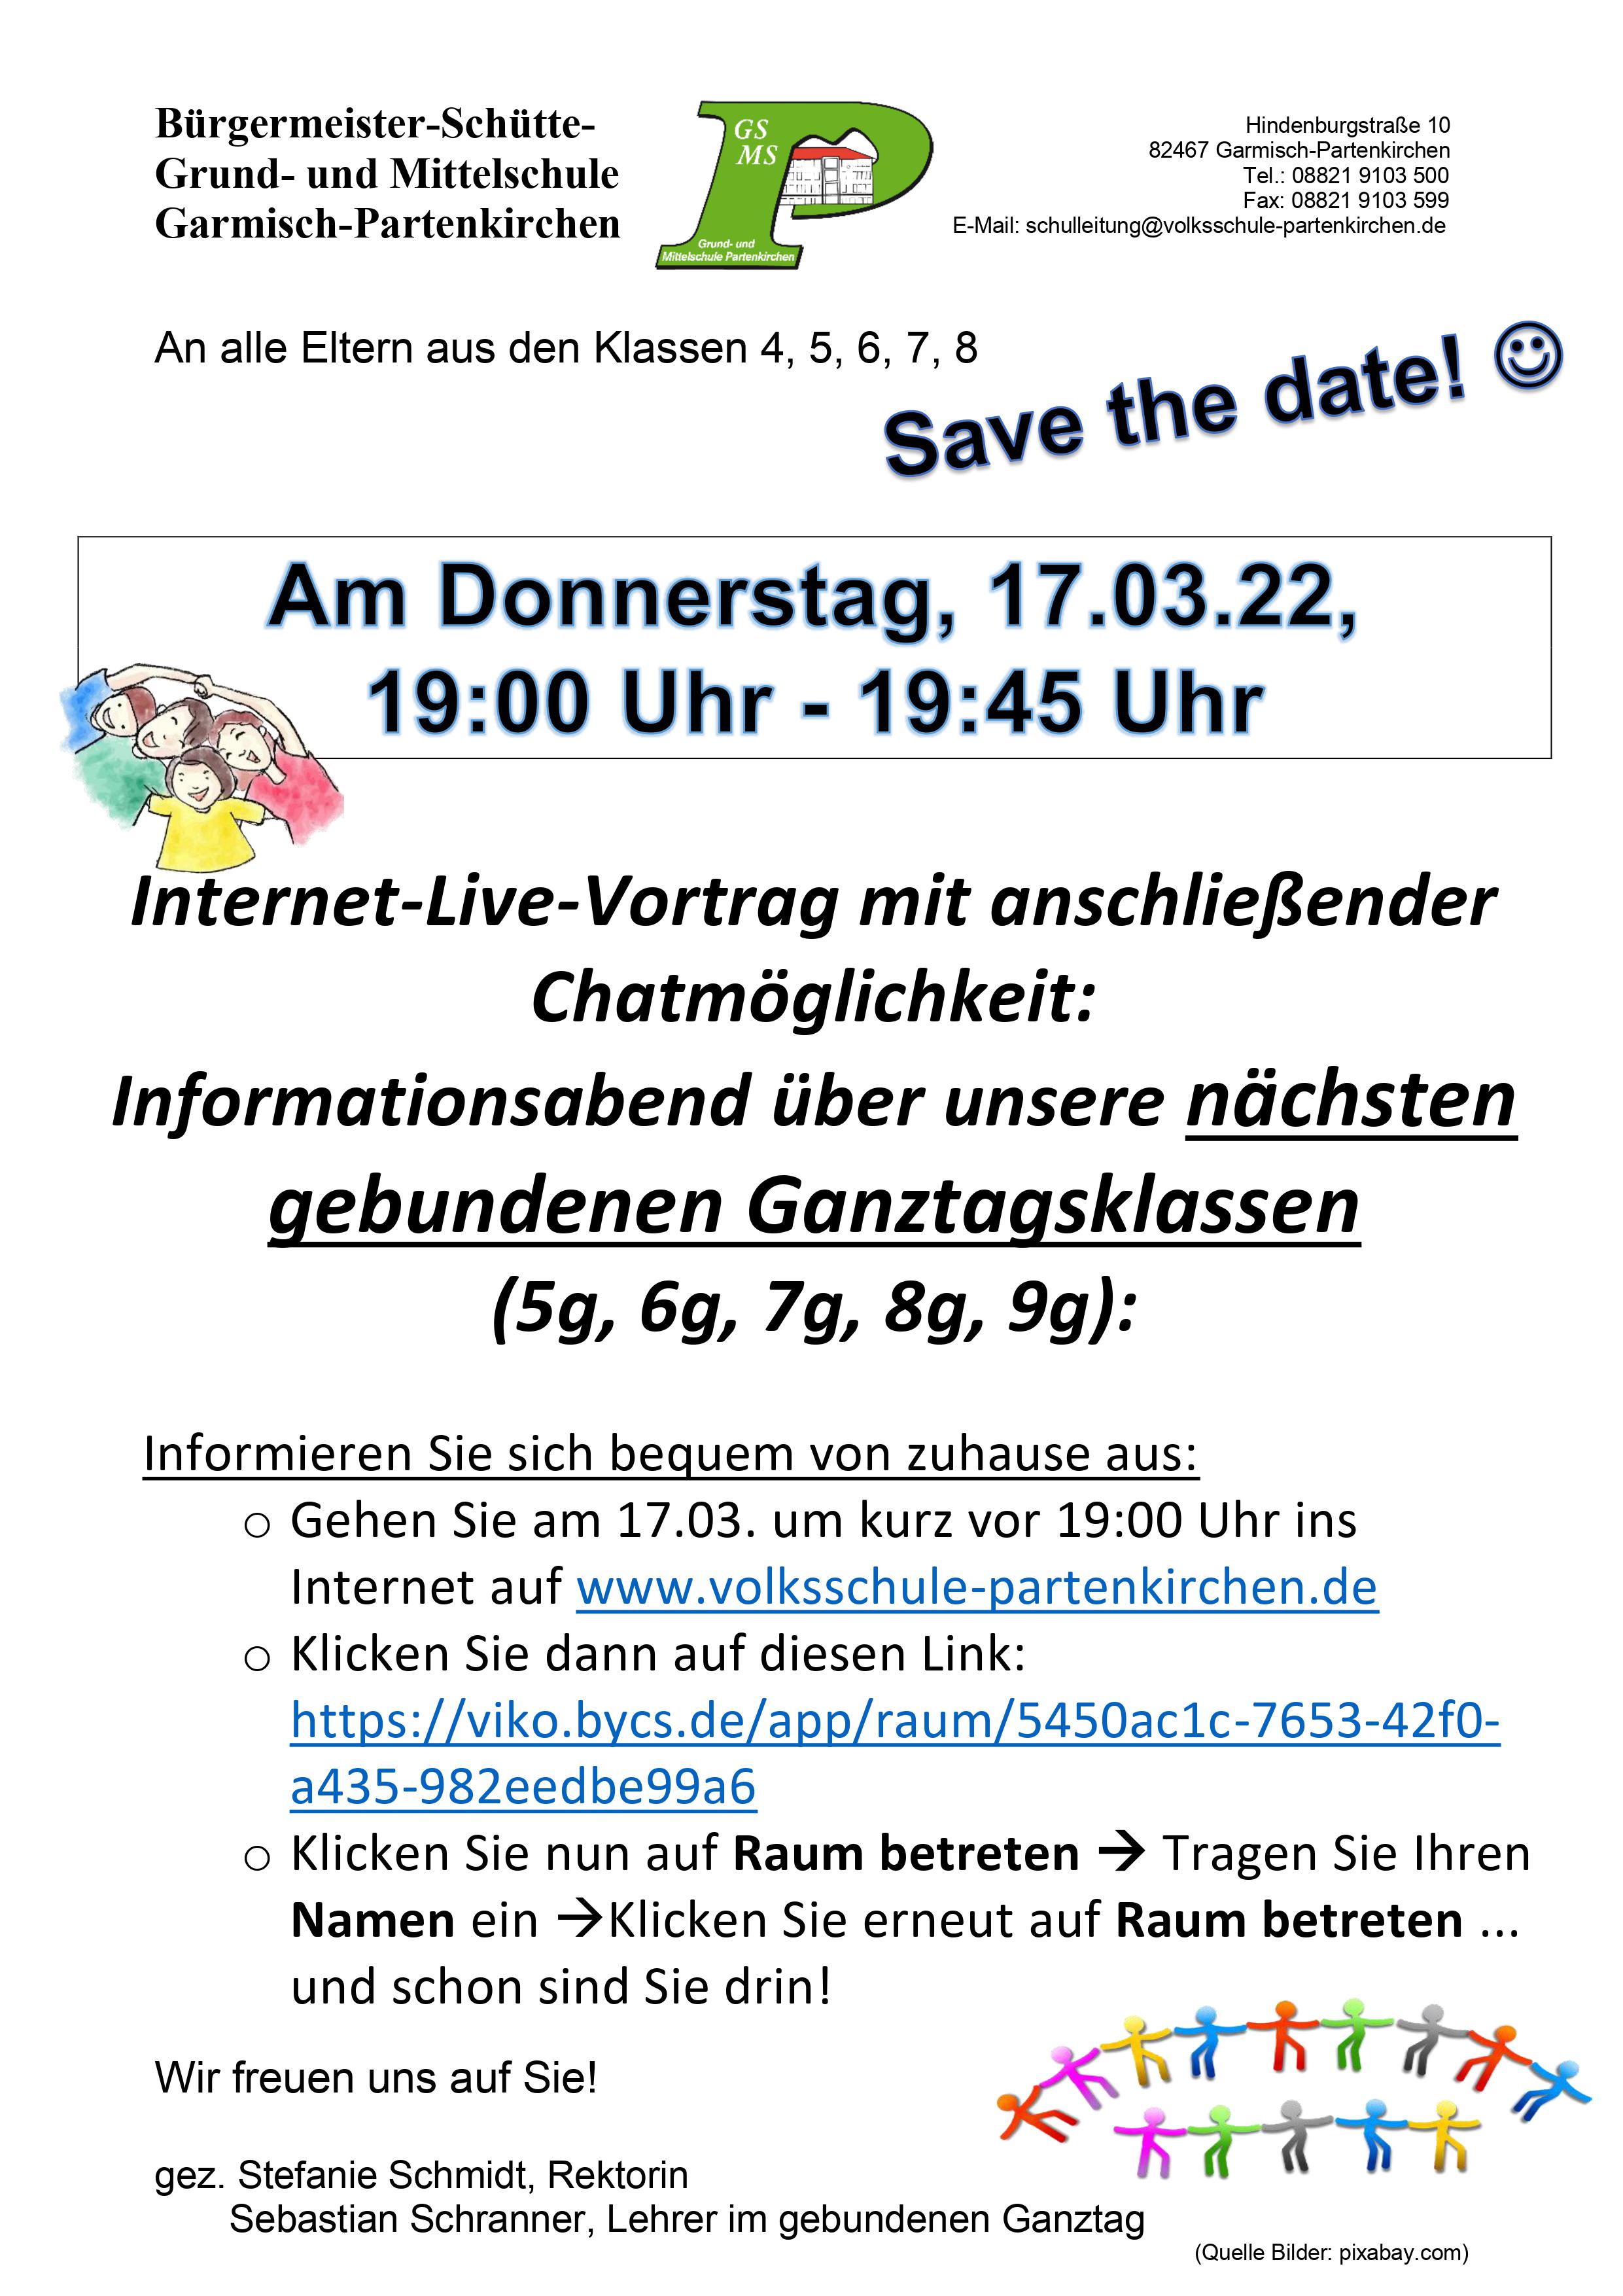 Bürgermeister-Schütte-
Grund- und Mittelschule
Garmisch-Partenkirchen
GS
MS
Grund- und
Mittelschule Partenkirchen
Hindenburgstraße 10
82467 Garmisch-Partenkirchen
Tel.: 08821 9103 500
Fax: 08821 9103 599
E-Mail: schulleitung@volksschule-partenkirchen.de
An alle Eltern aus den Klassen 4, 5, 6, 7, 8
Save the date! ☺
Am Donnerstag, 17.03.22,
19:00 Uhr - 19:45 Uhr
Internet-Live-Vortrag mit anschließender
Chatmöglichkeit:
Informationsabend über unsere nächsten
gebundenen Ganztagsklassen
(5g, 6g, 7g, 8g, 9g):
Informieren Sie sich bequem von zuhause aus:
o Gehen Sie am 17.03. um kurz vor 19:00 Uhr ins
Internet auf www.volksschule-partenkirchen.de
o Klicken Sie dann auf diesen Link:
https://viko.bycs.de/app/raum/5450ac1c-7653-42f0-
a435-982eedbe99a6
o Klicken Sie nun auf Raum betreten → Tragen Sie Ihren
Namen ein →Klicken Sie erneut auf Raum betreten ...
und schon sind Sie drin!
Wir freuen uns auf Sie!
gez. Stefanie Schmidt, Rektorin
Sebastian Schranner, Lehrer im gebundenen Ganztag
(Quelle Bilder: pixabay.com)